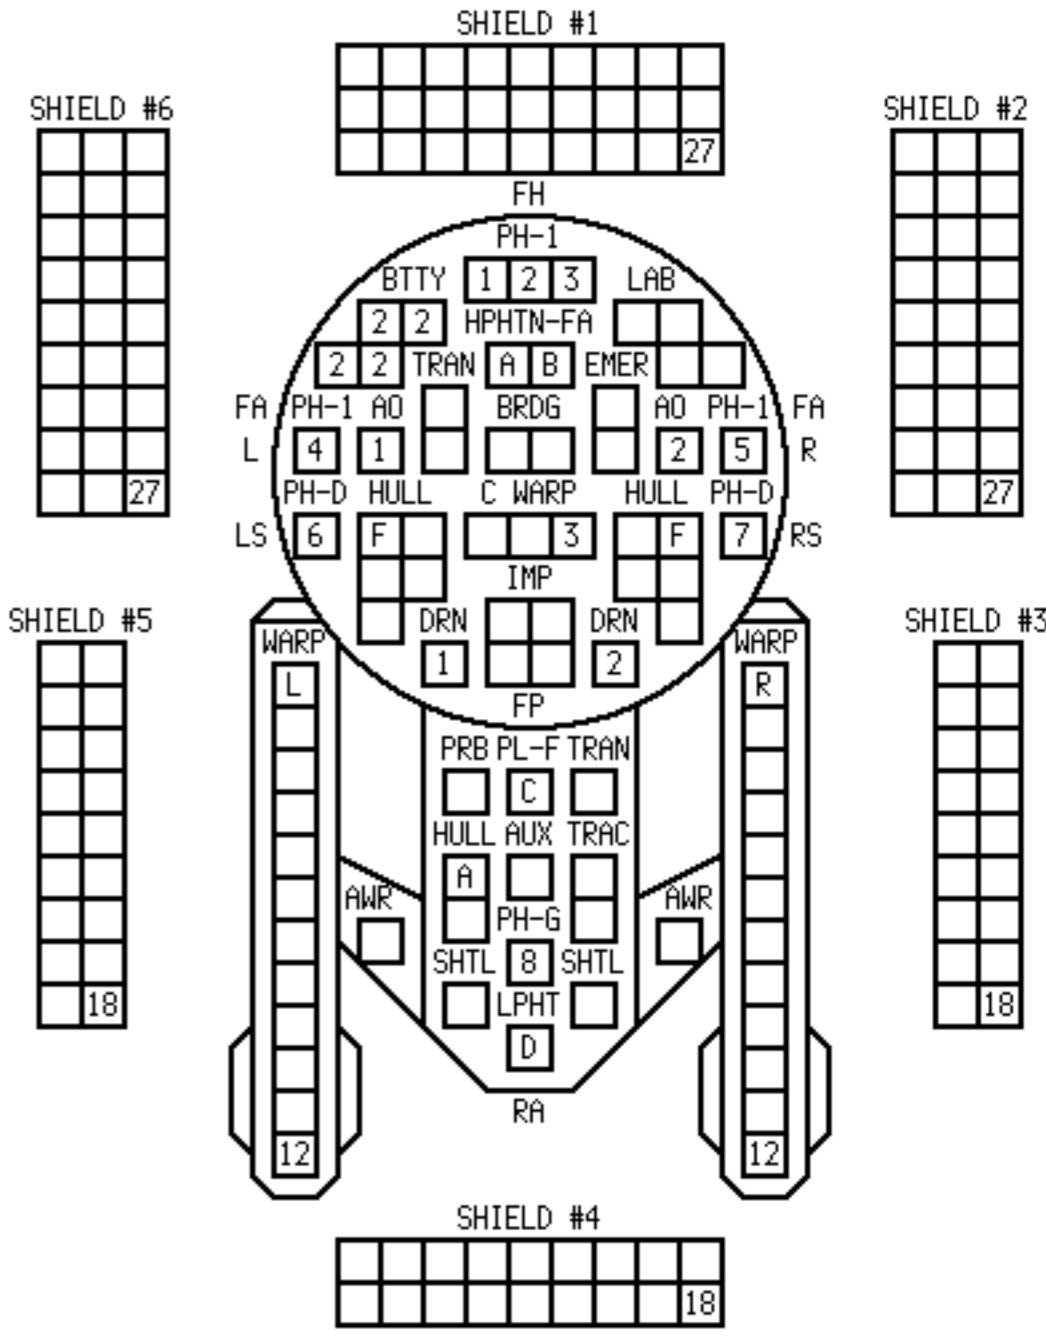 SHIELD #1
27
SHIELD #6
27
SHIELD #2
27
FH
PH-1
1 2 3
BTTY
2 2
2 2
LAB
HPHTN-FA
A B
TRAN
EMER
FA PH-1 AO BRDG AO PH-1 FA
L 4 1 2 5 R
PH-D HULL C WARP HULL PH-D
LS 6 F 3 F 7 RS
IMP
DRN DRN
1 2
FP
SHIELD #5
18
SHIELD #3
18
WARP
L
12
WARP
R
12
PRB PL-F TRAN
C
HULL AUX TRAC
A
AWR AWR
PH-G
8
SHTL SHTL
LPHT
D
RA
SHIELD #4
18